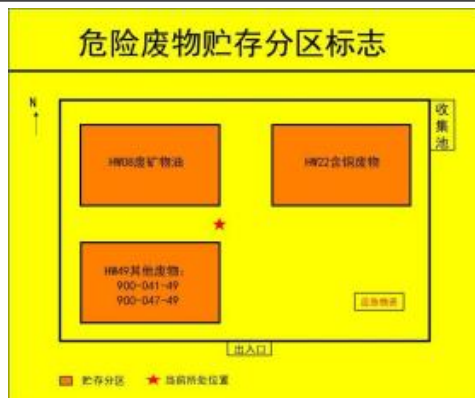 危险废物贮存分区标志
N
收集池
HW08废矿物油
HW22含铜废物
HW49其他废物：
900-041-49
900-047-49
应急物资
出入口
贮存分区
当前所处位置